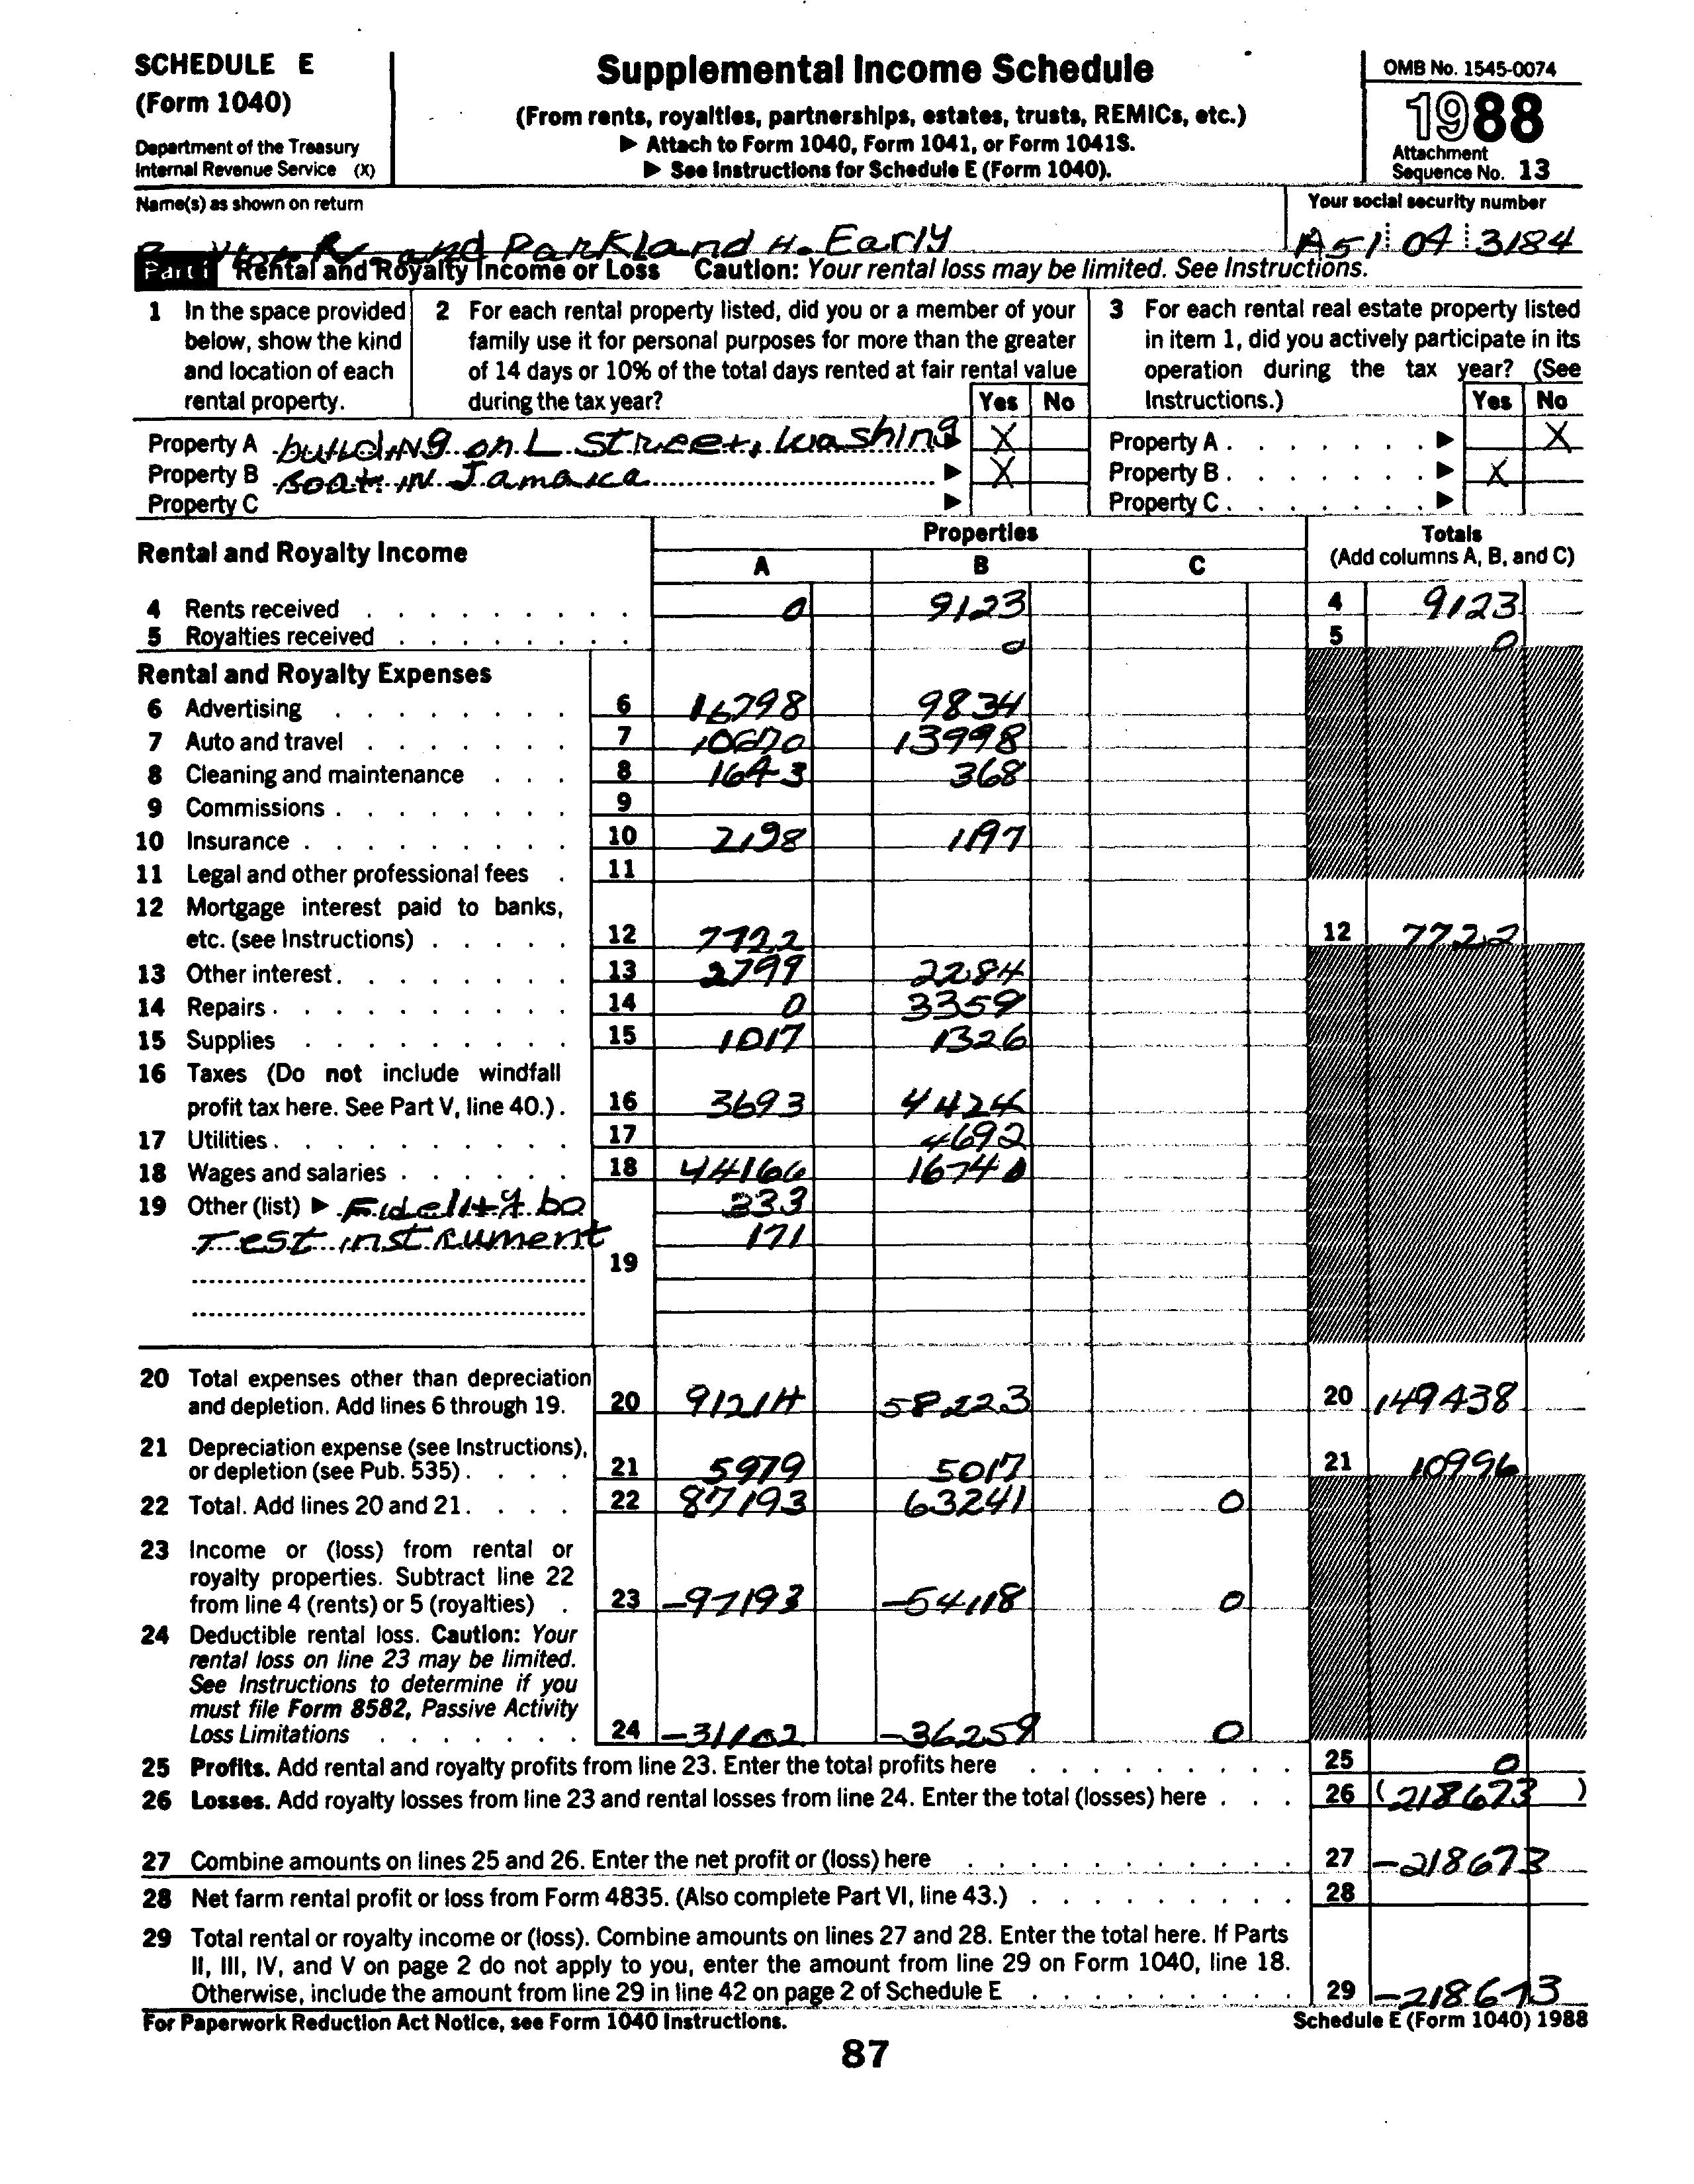 SCHEDULE E
(Form 1040)
Department of the Treasury
Internal Revenue Service (X)
Supplemental Income Schedule
(From rents, royalties, partnerships, estates, trusts, REMICs, etc.)
▶ Attach to Form 1040, Form 1041, or Form 1041S.
▶ See Instructions for Schedule E (Form 1040).
OMB No. 1545-0074
1988
Attachment
Sequence No. 13
Name(s) as shown on return
Your social security number
R. and Parkland H. Early
A51 04 3184
Part I Rental and Royalty Income or Loss Caution: Your rental loss may be limited. See Instructions.
1 In the space provided below, show the kind and location of each rental property.
2 For each rental property listed, did you or a member of your family use it for personal purposes for more than the greater of 14 days or 10% of the total days rented at fair rental value during the tax year? Yes No
3 For each rental real estate property listed in item 1, did you actively participate in its operation during the tax year? (See Instructions.) Yes No
Property A building on L Street, Washing ▶ X
Property A ▶ X
Property B Boat in Jamaica ▶ X
Property B ▶ X
Property C ▶
Property C ▶
Rental and Royalty Income
Properties
A B C
Totals
(Add columns A, B, and C)
4 Rents received 0 9123 4 9123
5 Royalties received 0 5 0
Rental and Royalty Expenses
6 Advertising 6 16798 9834
7 Auto and travel 7 10670 13998
8 Cleaning and maintenance 8 1643 368
9 Commissions 9
10 Insurance 10 2198 1197
11 Legal and other professional fees 11
12 Mortgage interest paid to banks,
etc. (see Instructions) 12 7722 12 7722
13 Other interest 13 2799 2284
14 Repairs 14 0 3359
15 Supplies 15 1017 1326
16 Taxes (Do not include windfall
profit tax here. See Part V, line 40.) 16 3693 4424
17 Utilities 17 4692
18 Wages and salaries 18 44166 16740
19 Other (list) ▶ Fidelity bo 333
Test instrument 171
19
20 Total expenses other than depreciation
and depletion. Add lines 6 through 19. 20 91214 58223 20 149438
21 Depreciation expense (see Instructions),
or depletion (see Pub. 535) 21 5979 5017 21 10996
22 Total. Add lines 20 and 21 22 87193 63241 0
23 Income or (loss) from rental or
royalty properties. Subtract line 22
from line 4 (rents) or 5 (royalties) 23 -97193 -54118 0
24 Deductible rental loss. Caution: Your
rental loss on line 23 may be limited.
See Instructions to determine if you
must file Form 8582, Passive Activity
Loss Limitations 24 -31102 -36259 0
25 Profits. Add rental and royalty profits from line 23. Enter the total profits here 25 0
26 Losses. Add royalty losses from line 23 and rental losses from line 24. Enter the total (losses) here 26 (218673)
27 Combine amounts on lines 25 and 26. Enter the net profit or (loss) here 27 -218673
28 Net farm rental profit or loss from Form 4835. (Also complete Part VI, line 43.) 28
29 Total rental or royalty income or (loss). Combine amounts on lines 27 and 28. Enter the total here. If Parts
II, III, IV, and V on page 2 do not apply to you, enter the amount from line 29 on Form 1040, line 18.
Otherwise, include the amount from line 29 in line 42 on page 2 of Schedule E 29 -218673
For Paperwork Reduction Act Notice, see Form 1040 Instructions.
Schedule E (Form 1040) 1988
87